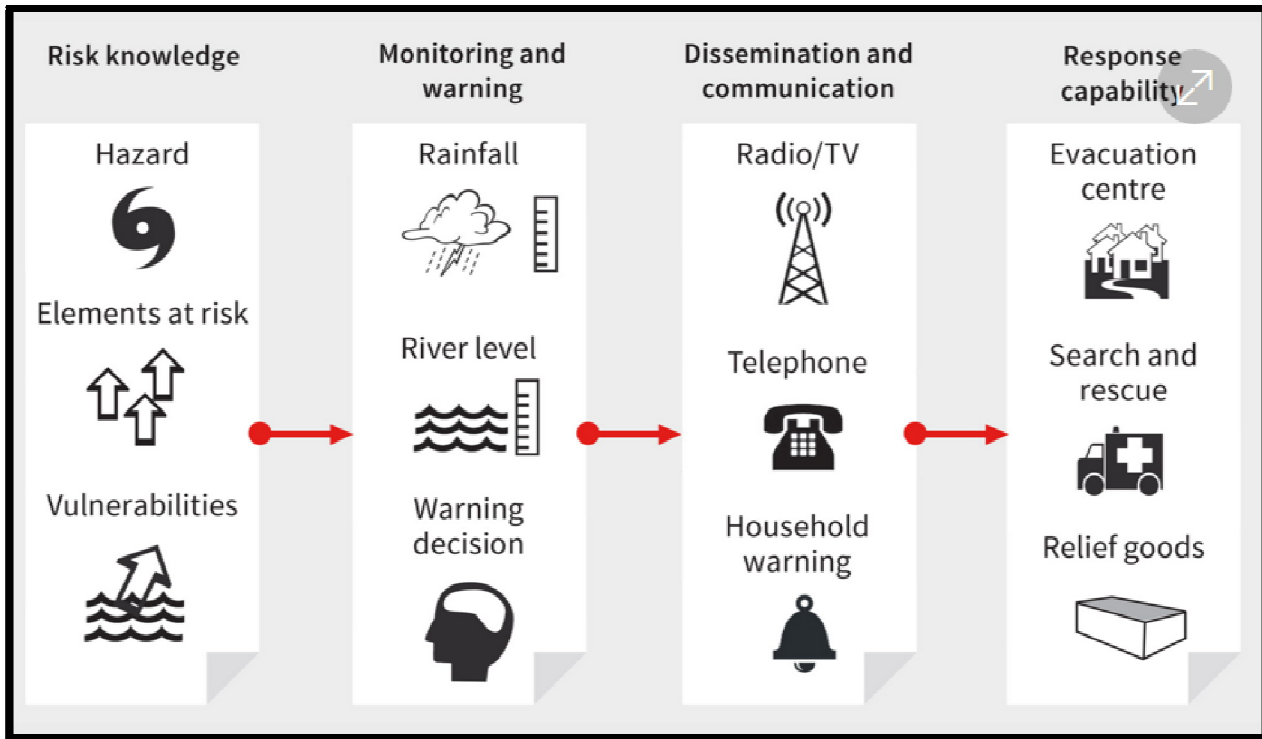 Risk knowledge
Hazard
Elements at risk
Vulnerabilities
Monitoring and
warning
Rainfall
River level
Warning
decision
Dissemination and
communication
Radio/TV
Telephone
Household
warning
Response
capability
Evacuation
centre
Search and
rescue
Relief goods